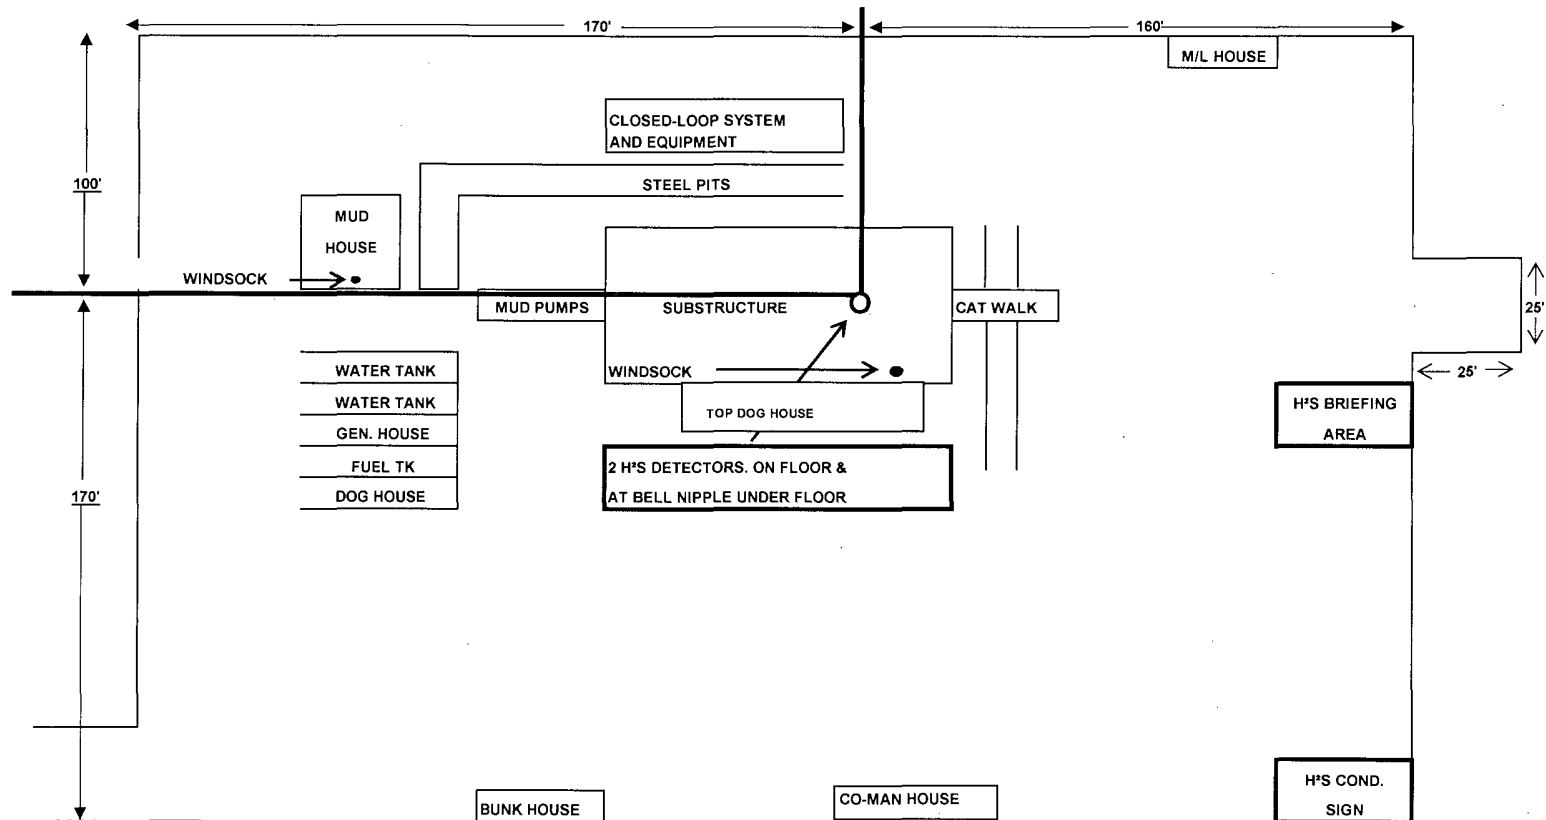 170'
160'
M/L HOUSE
CLOSED-LOOP SYSTEM
AND EQUIPMENT
100'
STEEL PITS
MUD
HOUSE
WINDSOCK
MUD PUMPS
SUBSTRUCTURE
CAT WALK
25'
WATER TANK
WINDSOCK
25'
WATER TANK
TOP DOG HOUSE
H²S BRIEFING
AREA
GEN. HOUSE
FUEL TK
2 H²S DETECTORS. ON FLOOR &
170'
DOG HOUSE
AT BELL NIPPLE UNDER FLOOR
H²S COND.
SIGN
BUNK HOUSE
CO-MAN HOUSE